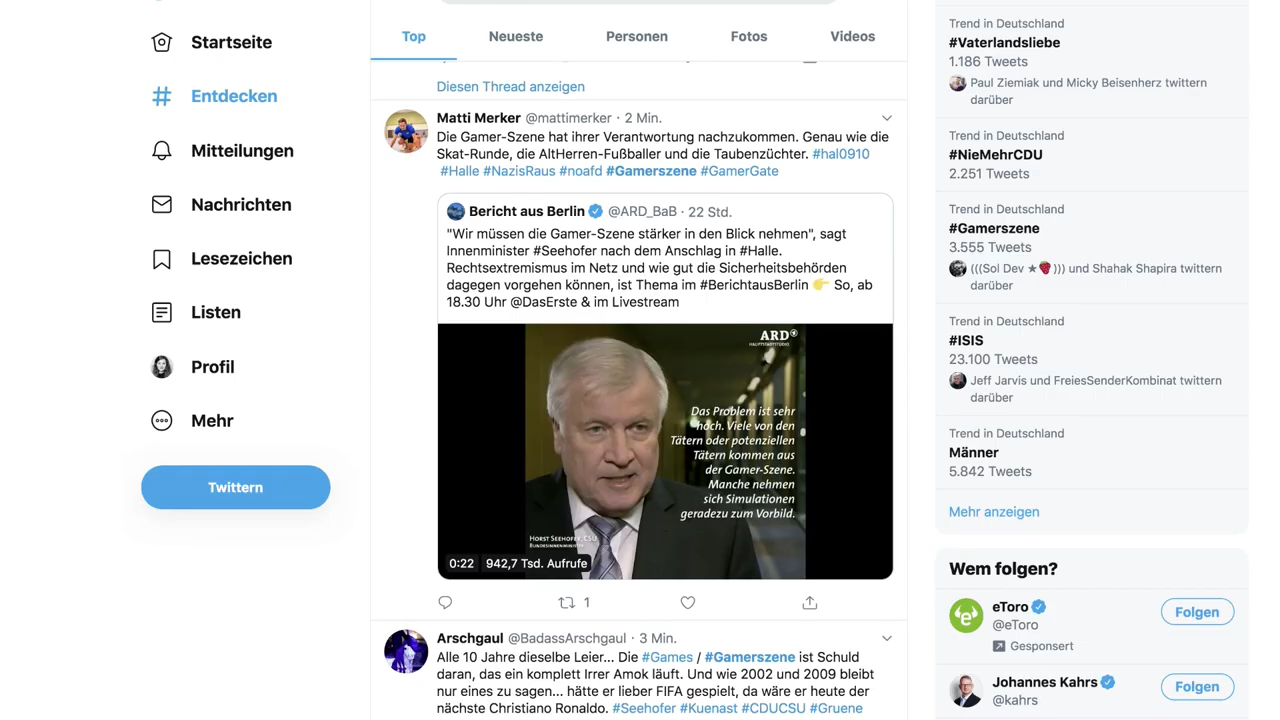 Startseite
Entdecken
Mitteilungen
Nachrichten
Lesezeichen
Listen
Profil
Mehr
Twittern
Top
Neueste
Personen
Fotos
Videos
Diesen Thread anzeigen
Matti Merker @mattimerker · 2 Min.
Die Gamer-Szene hat ihrer Verantwortung nachzukommen. Genau wie die
Skat-Runde, die AltHerren-Fußballer und die Taubenzüchter. #hal0910
#Halle #NazisRaus #noafd #Gamerszene #GamerGate
Bericht aus Berlin @ARD_BaB · 22 Std.
"Wir müssen die Gamer-Szene stärker in den Blick nehmen", sagt
Innenminister #Seehofer nach dem Anschlag in #Halle.
Rechtsextremismus im Netz und wie gut die Sicherheitsbehörden
dagegen vorgehen können, ist Thema im #BerichtausBerlin 👉 So, ab
18.30 Uhr @DasErste & im Livestream
ARD
HAUPTSTADTSTUDIO
Das Problem ist sehr
hoch. Viele von den
Tätern oder potenziellen
Tätern kommen aus
der Gamer-Szene.
Manche nehmen
sich Simulationen
geradezu zum Vorbild.
Horst Seehofer, CSU
Bundesinnenminister
0:22 942,7 Tsd. Aufrufe
1
Arschgaul @BadassArschgaul · 3 Min.
Alle 10 Jahre dieselbe Leier... Die #Games / #Gamerszene ist Schuld
daran, das ein komplett Irrer Amok läuft. Und wie 2002 und 2009 bleibt
nur eines zu sagen... hätte er lieber FIFA gespielt, da wäre er heute der
nächste Christiano Ronaldo. #Seehofer #Kuenast #CDUCSU #Gruene
Trend in Deutschland
#Vaterlandsliebe
1.186 Tweets
Paul Ziemiak und Micky Beisenherz twittern
darüber
Trend in Deutschland
#NieMehrCDU
2.251 Tweets
Trend in Deutschland
#Gamerszene
3.555 Tweets
(((Sol Dev ★🍓))) und Shahak Shapira twittern
darüber
Trend in Deutschland
#ISIS
23.100 Tweets
Jeff Jarvis und FreiesSenderKombinat twittern
darüber
Trend in Deutschland
Männer
5.842 Tweets
Mehr anzeigen
Wem folgen?
eToro
@eToro
Gesponsert
Folgen
Johannes Kahrs
@kahrs
Folgen